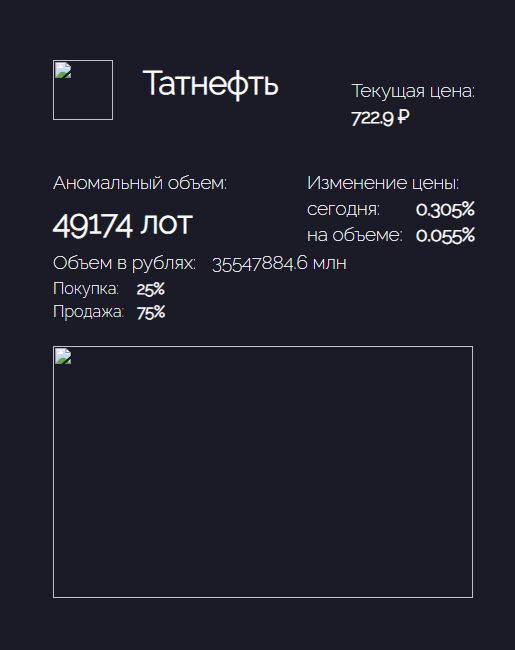 Татнефть
Текущая цена:
722.9 ₽
Аномальный объем:
49174 лот
Изменение цены:
сегодня: 0.305%
на объеме: 0.055%
Объем в рублях: 35547884.6 млн
Покупка: 25%
Продажа: 75%